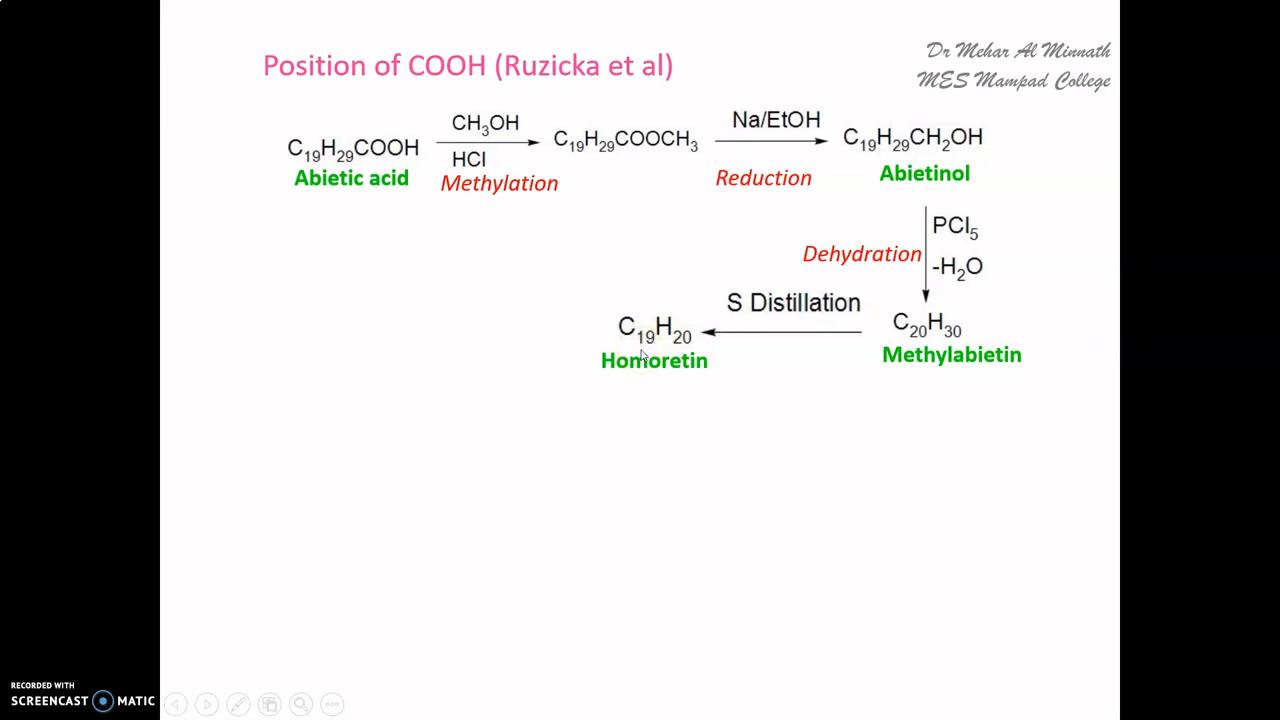 Dr Mehar Al Minnath
MES Mampad College
Position of COOH (Ruzicka et al)
C19H29COOH
Abietic acid
CH3OH
HCl
Methylation
C19H29COOCH3
Na/EtOH
Reduction
C19H29CH2OH
Abietinol
PCl5
Dehydration
-H2O
C20H30
Methylabietin
S Distillation
C19H20
Homoretin
RECORDED WITH
SCREENCAST MATIC